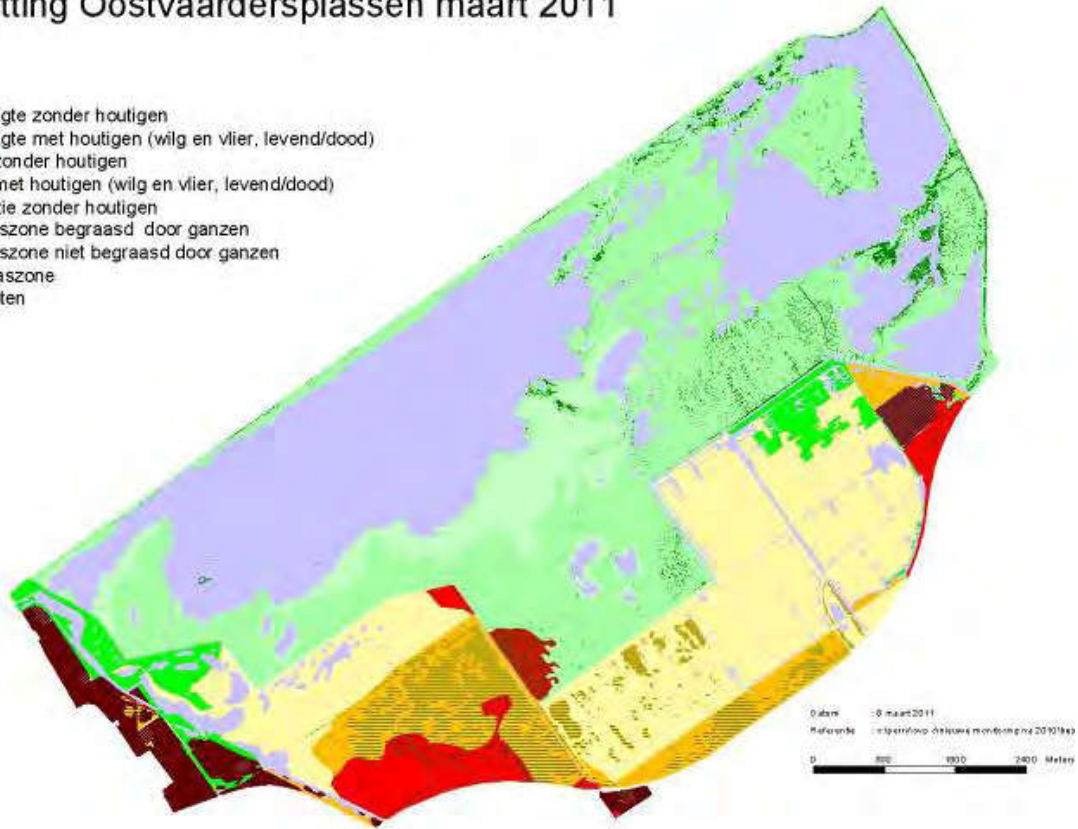 tting Oostvaardersplassen maart 2011
gte zonder houtigen
gte met houtigen (wilg en vlier, levend/dood)
zonder houtigen
met houtigen (wilg en vlier, levend/dood)
tie zonder houtigen
szone begraasd door ganzen
szone niet begraasd door ganzen
aszone
ten
Datum : 8 maart 2011
Referentie :
0 800 1600 2400 Meters